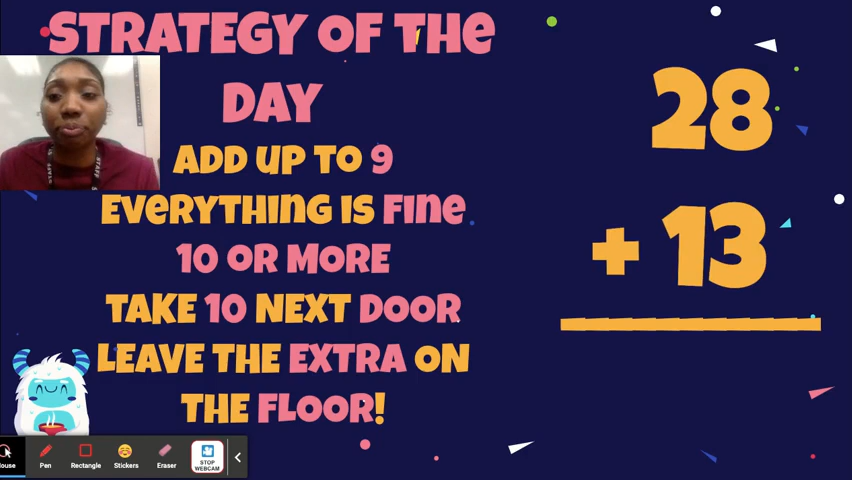 STRATEGY OF THE
DAY
ADD UP TO 9
EVERYTHING IS FINE
10 OR MORE
TAKE 10 NEXT DOOR
LEAVE THE EXTRA ON
THE FLOOR!
28
+ 13
Mouse
Pen
Rectangle
Stickers
Eraser
STOP
WEBCAM